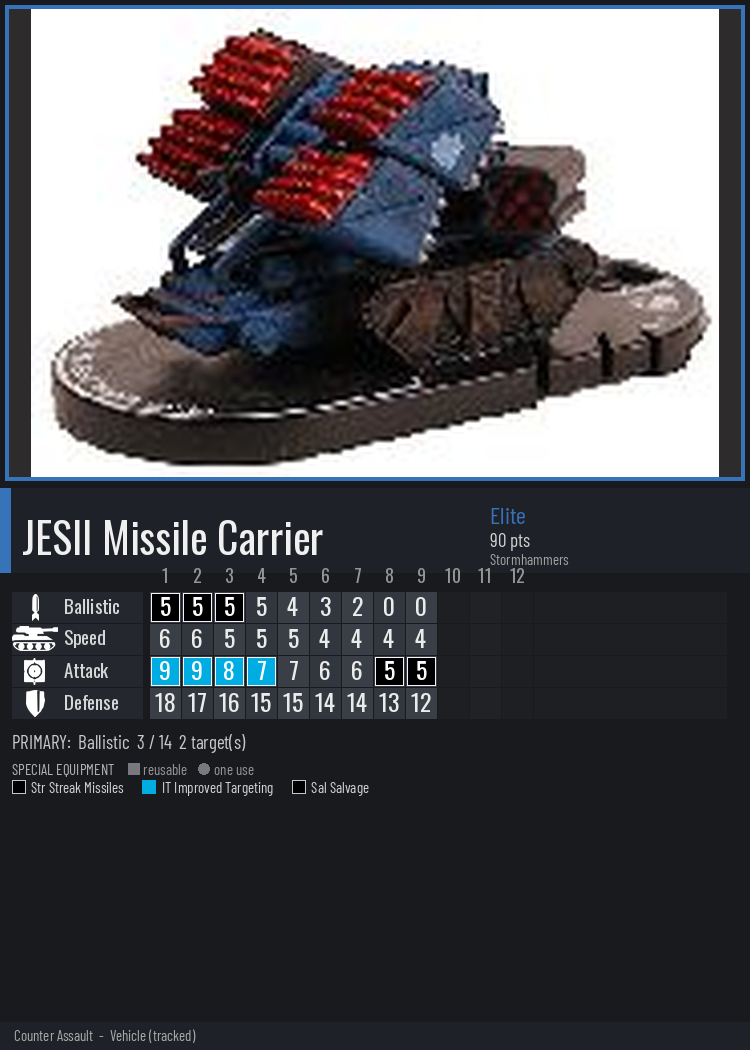 JESII Missile Carrier
Elite
90 pts
Stormhammers
1 2 3 4 5 6 7 8 9 10 11 12
Ballistic 5 5 5 5 4 3 2 0 0
Speed 6 6 5 5 5 4 4 4 4
Attack 9 9 8 7 7 6 6 5 5
Defense 18 17 16 15 15 14 14 13 12
PRIMARY: Ballistic 3 / 14 2 target(s)
SPECIAL EQUIPMENT reusable one use
Str Streak Missiles IT Improved Targeting Sal Salvage
Counter Assault - Vehicle (tracked)